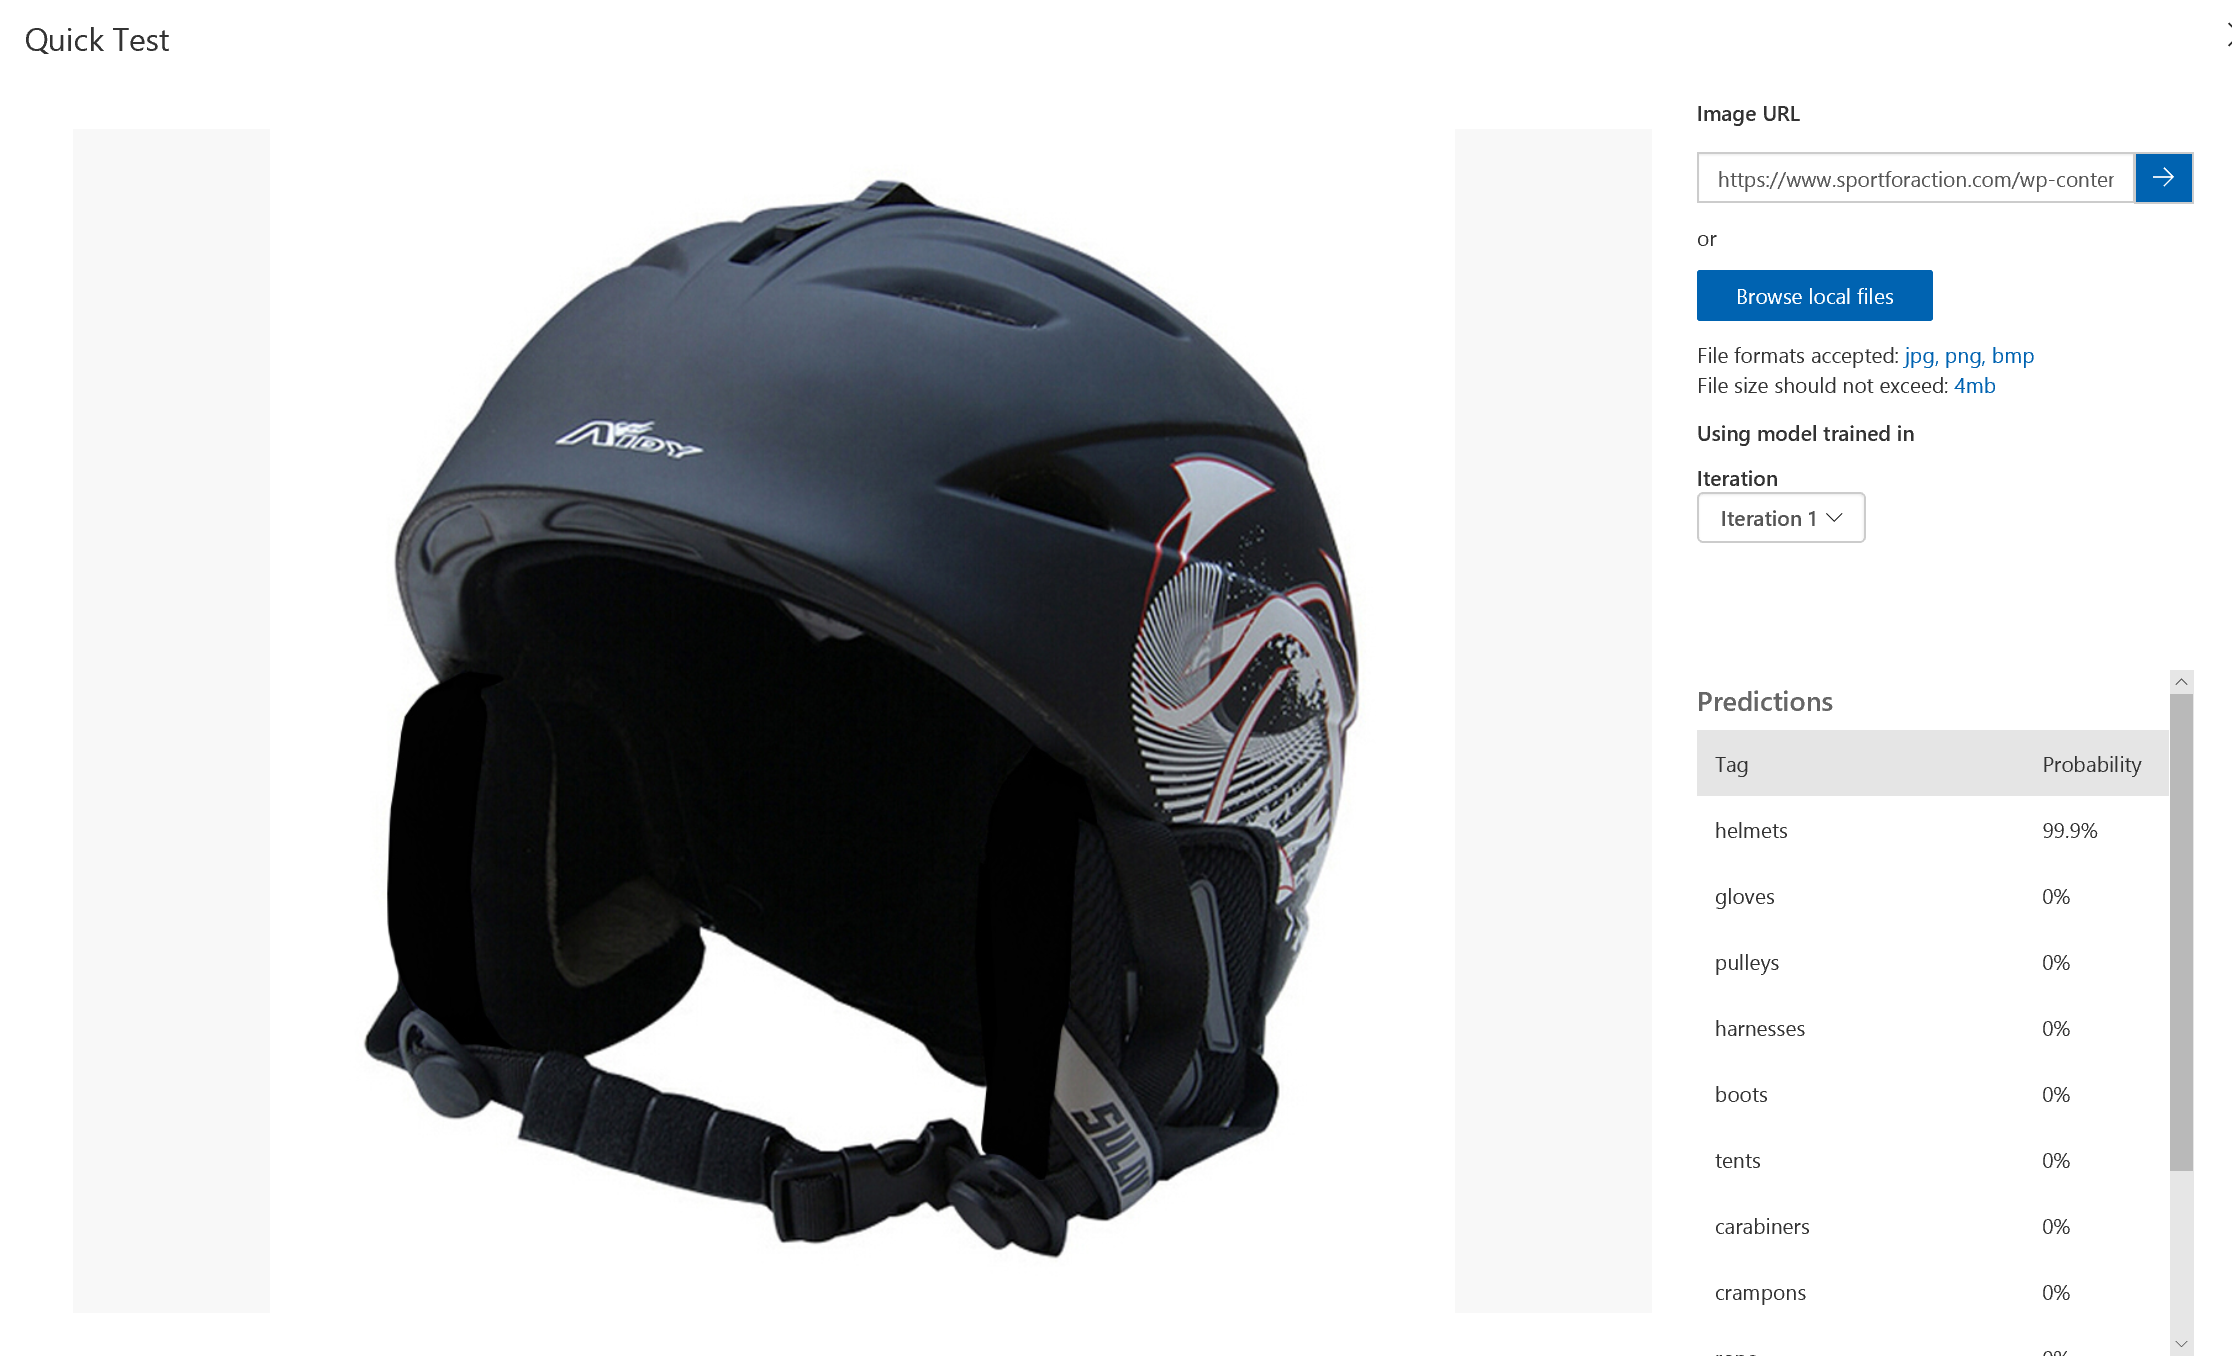 Quick Test
Image URL
https://www.sportforaction.com/wp-conter
or
Browse local files
File formats accepted: jpg, png, bmp
File size should not exceed: 4mb
Using model trained in
Iteration
Iteration 1
Predictions
Tag Probability
helmets 99.9%
gloves 0%
pulleys 0%
harnesses 0%
boots 0%
tents 0%
carabiners 0%
crampons 0%
AIDY